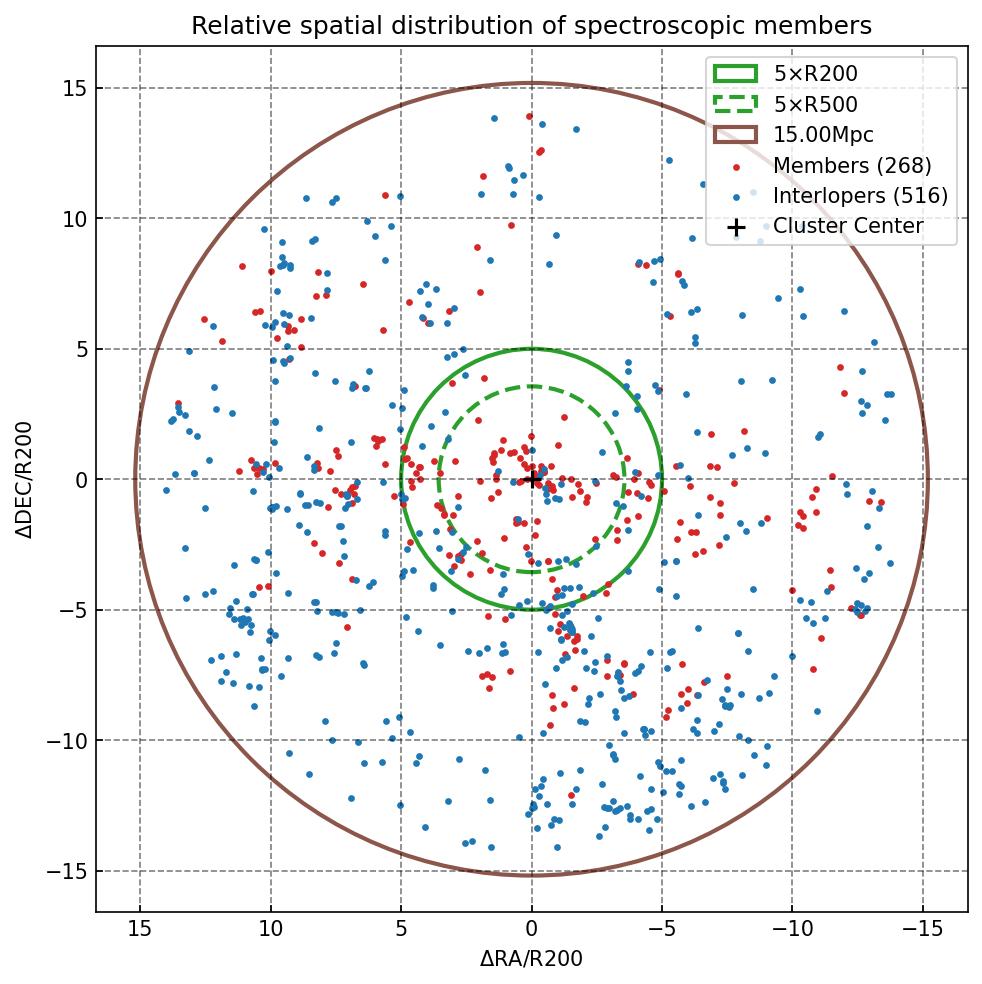 Relative spatial distribution of spectroscopic members
5×R200
5×R500
15.00Mpc
Members (268)
Interlopers (516)
Cluster Center
15
10
5
0
−5
−10
−15
ΔDEC/R200
15
10
5
0
−5
−10
−15
ΔRA/R200